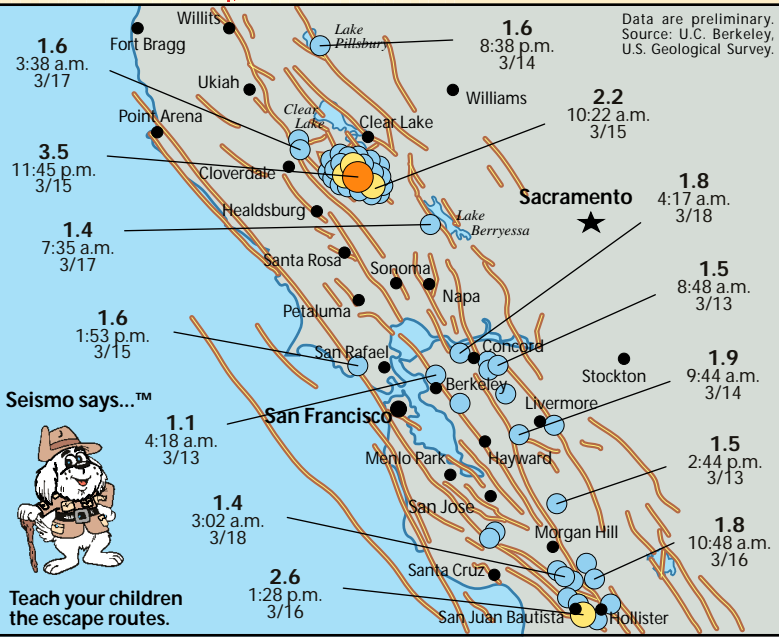 Data are preliminary.
Source: U.C. Berkeley,
U.S. Geological Survey.
Willits
Fort Bragg
Lake
Pillsbury
1.6
8:38 p.m.
3/14
1.6
3:38 a.m.
3/17
Ukiah
Williams
Point Arena
Clear
Lake
Clear Lake
2.2
10:22 a.m.
3/15
3.5
11:45 p.m.
3/15
Cloverdale
Sacramento
1.8
4:17 a.m.
3/18
Healdsburg
Lake
Berryessa
1.4
7:35 a.m.
3/17
Santa Rosa
Sonoma
Napa
1.5
8:48 a.m.
3/13
Petaluma
1.6
1:53 p.m.
3/15
San Rafael
Concord
Stockton
1.9
9:44 a.m.
3/14
Berkeley
Seismo says...™
San Francisco
Livermore
1.1
4:18 a.m.
3/13
Menlo Park
Hayward
1.5
2:44 p.m.
3/13
San Jose
1.4
3:02 a.m.
3/18
Morgan Hill
1.8
10:48 a.m.
3/16
Santa Cruz
2.6
1:28 p.m.
3/16
Teach your children
the escape routes.
San Juan Bautista
Hollister